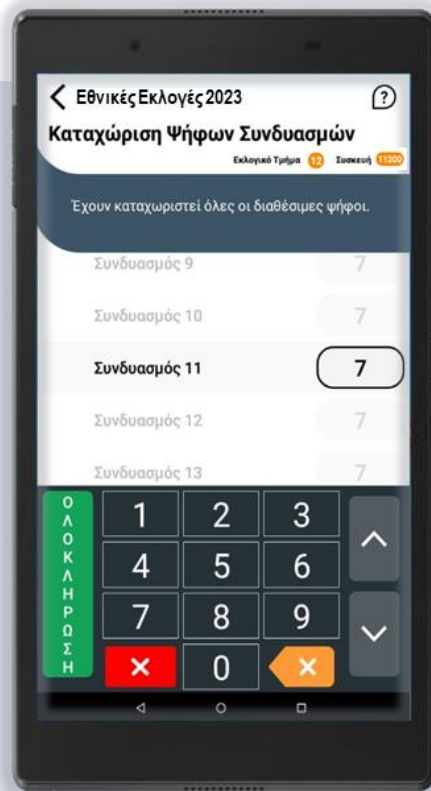 Εθνικές Εκλογές 2023
?
Καταχώριση Ψήφων Συνδυασμών
Εκλογικό Τμήμα 12 Συσκευή 11200
Έχουν καταχωριστεί όλες οι διαθέσιμες ψήφοι.
Συνδυασμός 9 7
Συνδυασμός 10 7
Συνδυασμός 11 7
Συνδυασμός 12 7
Συνδυασμός 13 7
ΟΛΟΚΛΗΡΩΣΗ
1 2 3
4 5 6
7 8 9
0